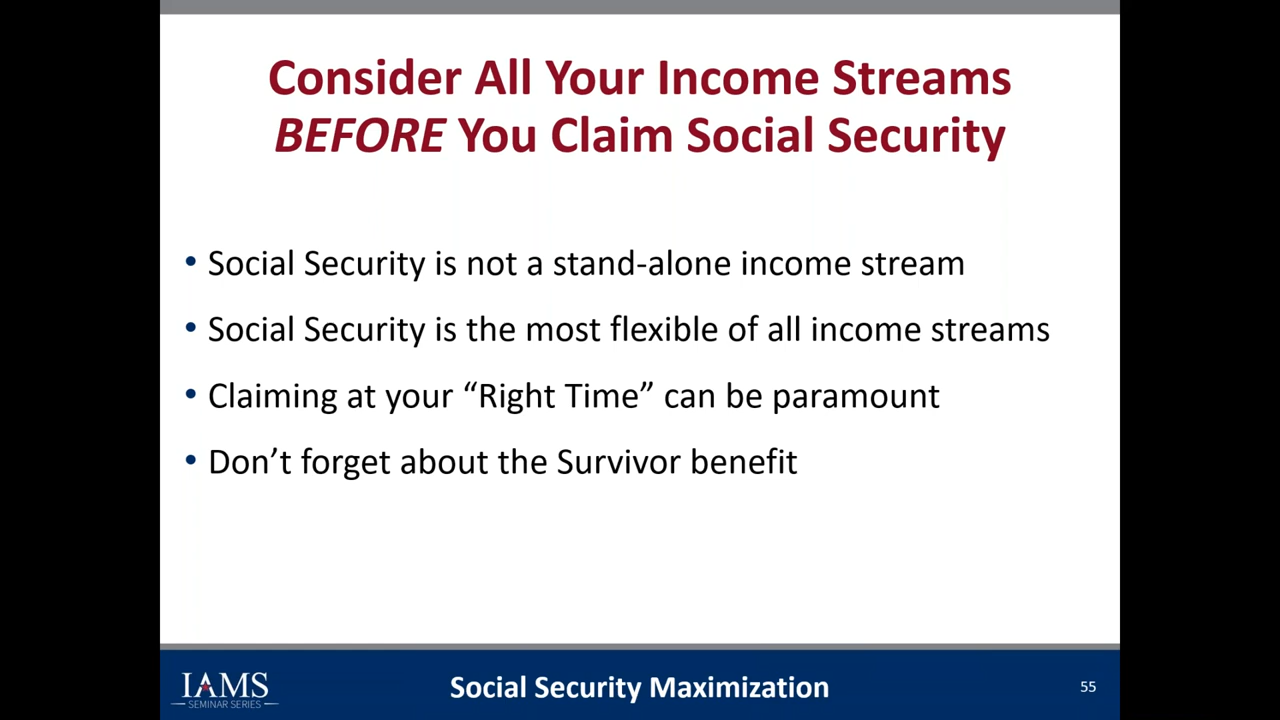 Consider All Your Income Streams
BEFORE You Claim Social Security
• Social Security is not a stand-alone income stream
• Social Security is the most flexible of all income streams
• Claiming at your “Right Time” can be paramount
• Don’t forget about the Survivor benefit
IAMS
SEMINAR SERIES
Social Security Maximization
55